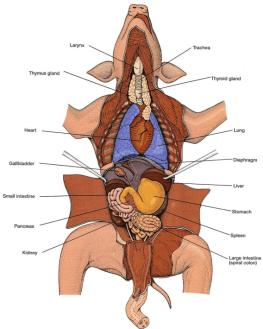 Larynx
Trachea
Thymus gland
Thyroid gland
Heart
Lung
Diaphragm
Gallbladder
Liver
Small intestine
Stomach
Pancreas
Spleen
Kidney
Large intestine
(spiral colon)